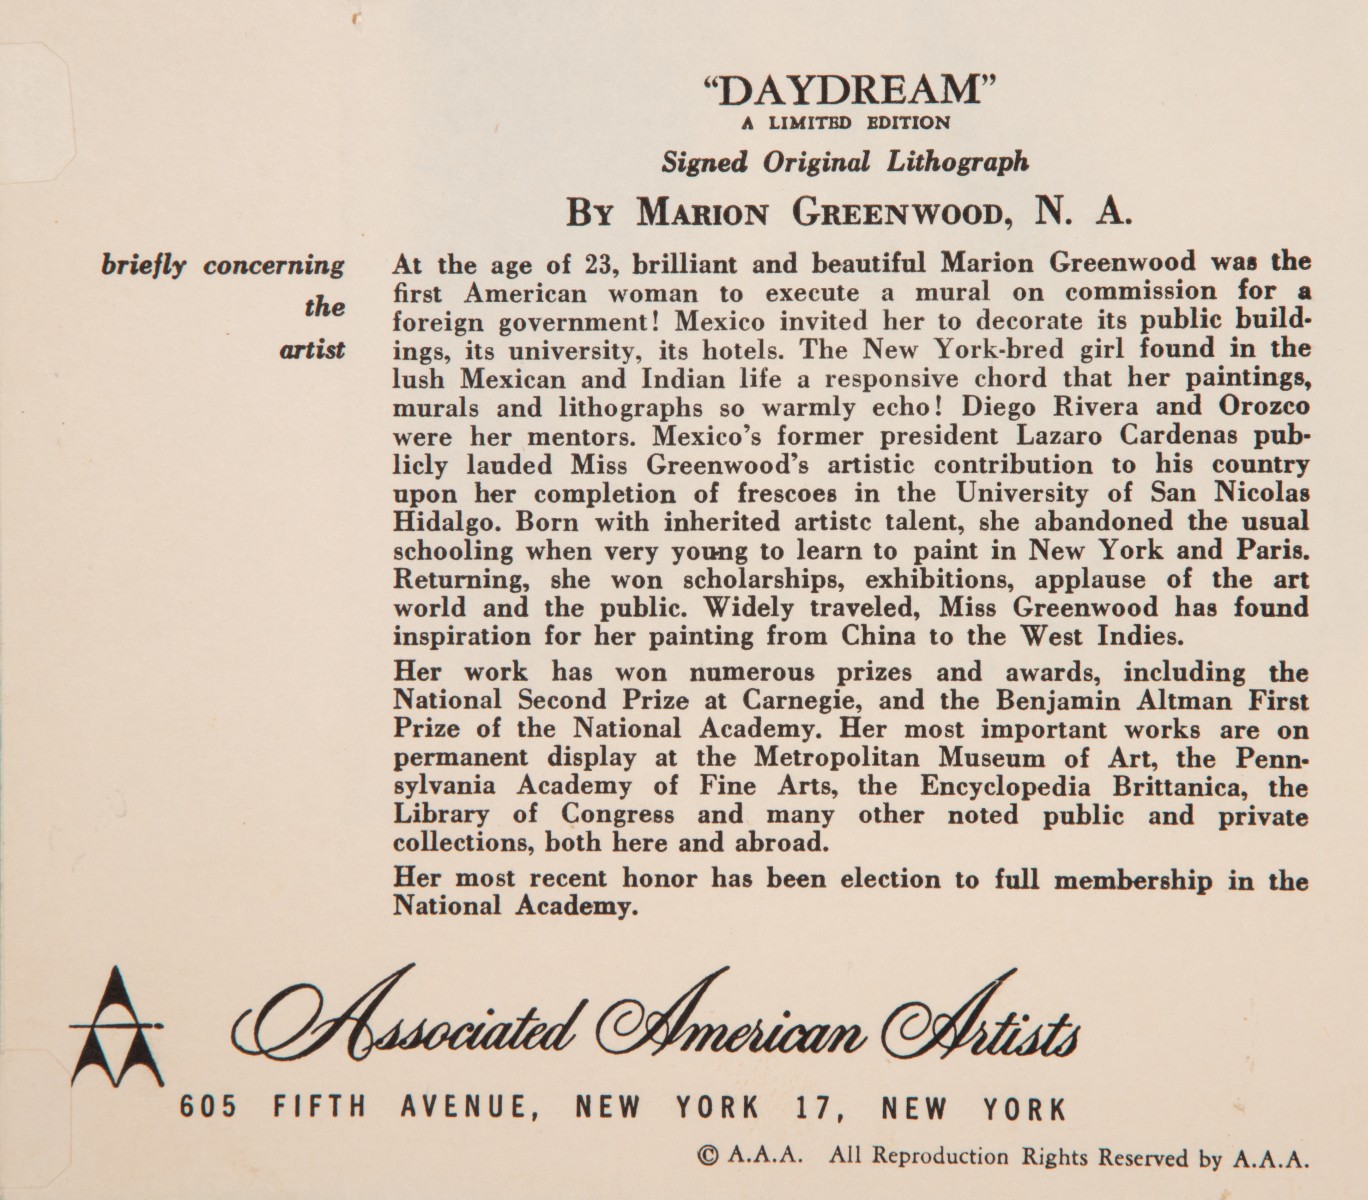 “DAYDREAM”
A LIMITED EDITION
Signed Original Lithograph
By Marion Greenwood, N. A.
briefly concerning
the
artist
At the age of 23, brilliant and beautiful Marion Greenwood was the
first American woman to execute a mural on commission for a
foreign government! Mexico invited her to decorate its public build-
ings, its university, its hotels. The New York-bred girl found in the
lush Mexican and Indian life a responsive chord that her paintings,
murals and lithographs so warmly echo! Diego Rivera and Orozco
were her mentors. Mexico’s former president Lazaro Cardenas pub-
licly lauded Miss Greenwood’s artistic contribution to his country
upon her completion of frescoes in the University of San Nicolas
Hidalgo. Born with inherited artistc talent, she abandoned the usual
schooling when very young to learn to paint in New York and Paris.
Returning, she won scholarships, exhibitions, applause of the art
world and the public. Widely traveled, Miss Greenwood has found
inspiration for her painting from China to the West Indies.
Her work has won numerous prizes and awards, including the
National Second Prize at Carnegie, and the Benjamin Altman First
Prize of the National Academy. Her most important works are on
permanent display at the Metropolitan Museum of Art, the Penn-
sylvania Academy of Fine Arts, the Encyclopedia Brittanica, the
Library of Congress and many other noted public and private
collections, both here and abroad.
Her most recent honor has been election to full membership in the
National Academy.
Associated American Artists
605 FIFTH AVENUE, NEW YORK 17, NEW YORK
© A.A.A. All Reproduction Rights Reserved by A.A.A.